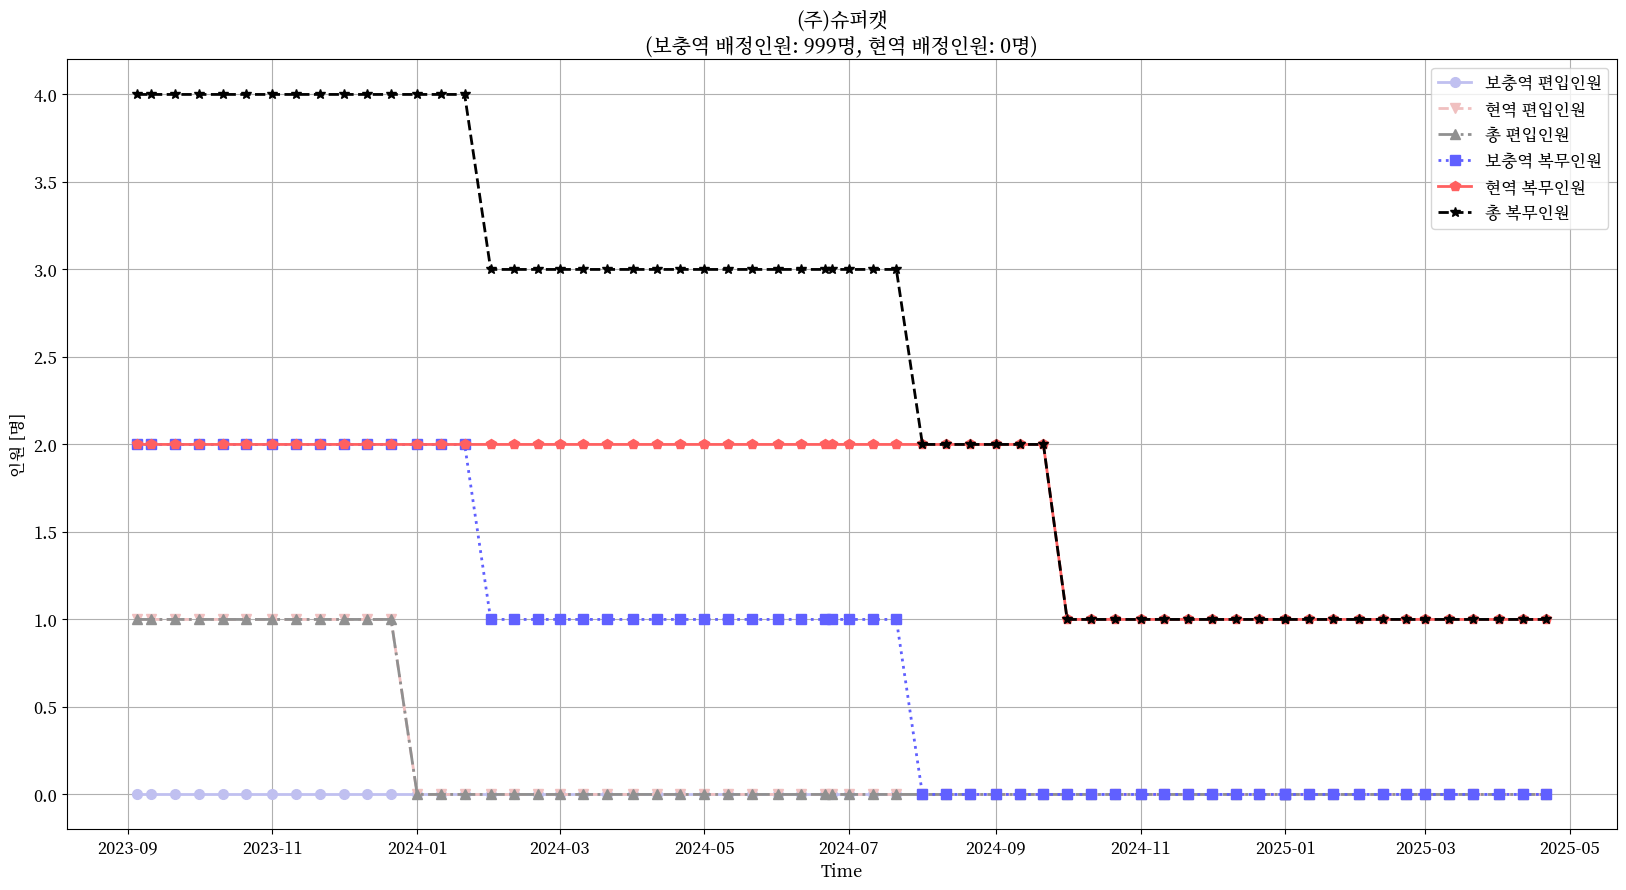 (주)슈퍼캣
(보충역 배정인원: 999명, 현역 배정인원: 0명)
보충역 편입인원
현역 편입인원
총 편입인원
보충역 복무인원
현역 복무인원
총 복무인원
인원 [명]
4.0
3.5
3.0
2.5
2.0
1.5
1.0
0.5
0.0
2023-09 2023-11 2024-01 2024-03 2024-05 2024-07 2024-09 2024-11 2025-01 2025-03 2025-05
Time